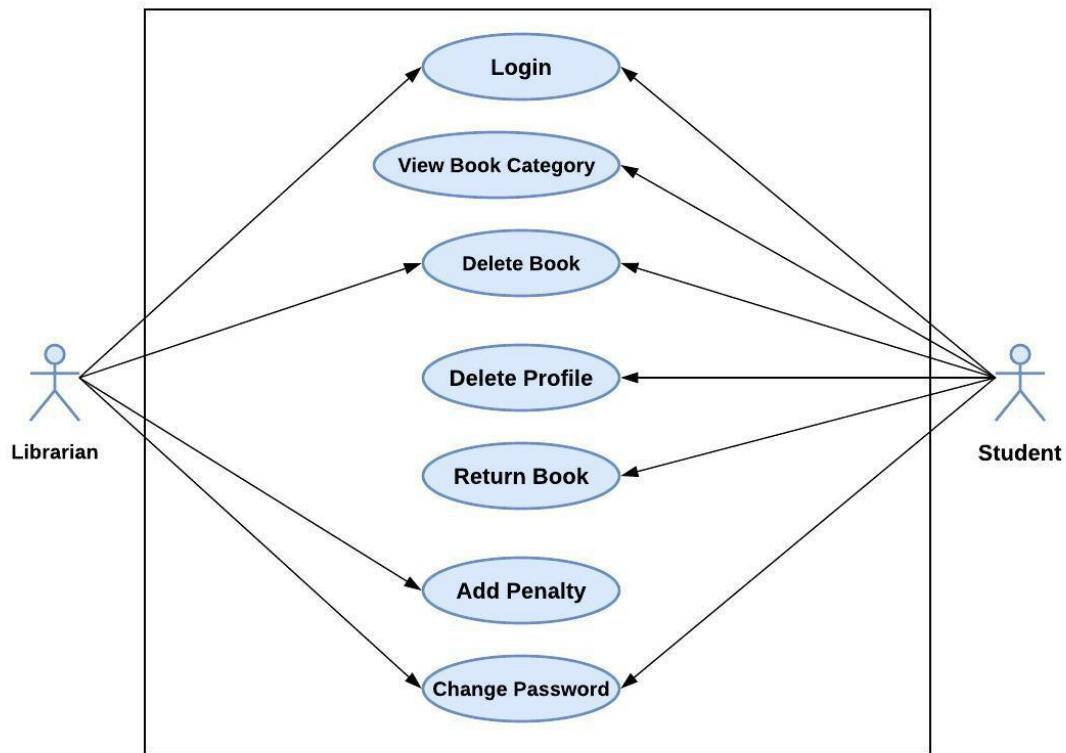 Login
View Book Category
Delete Book
Delete Profile
Librarian
Student
Return Book
Add Penalty
Change Password